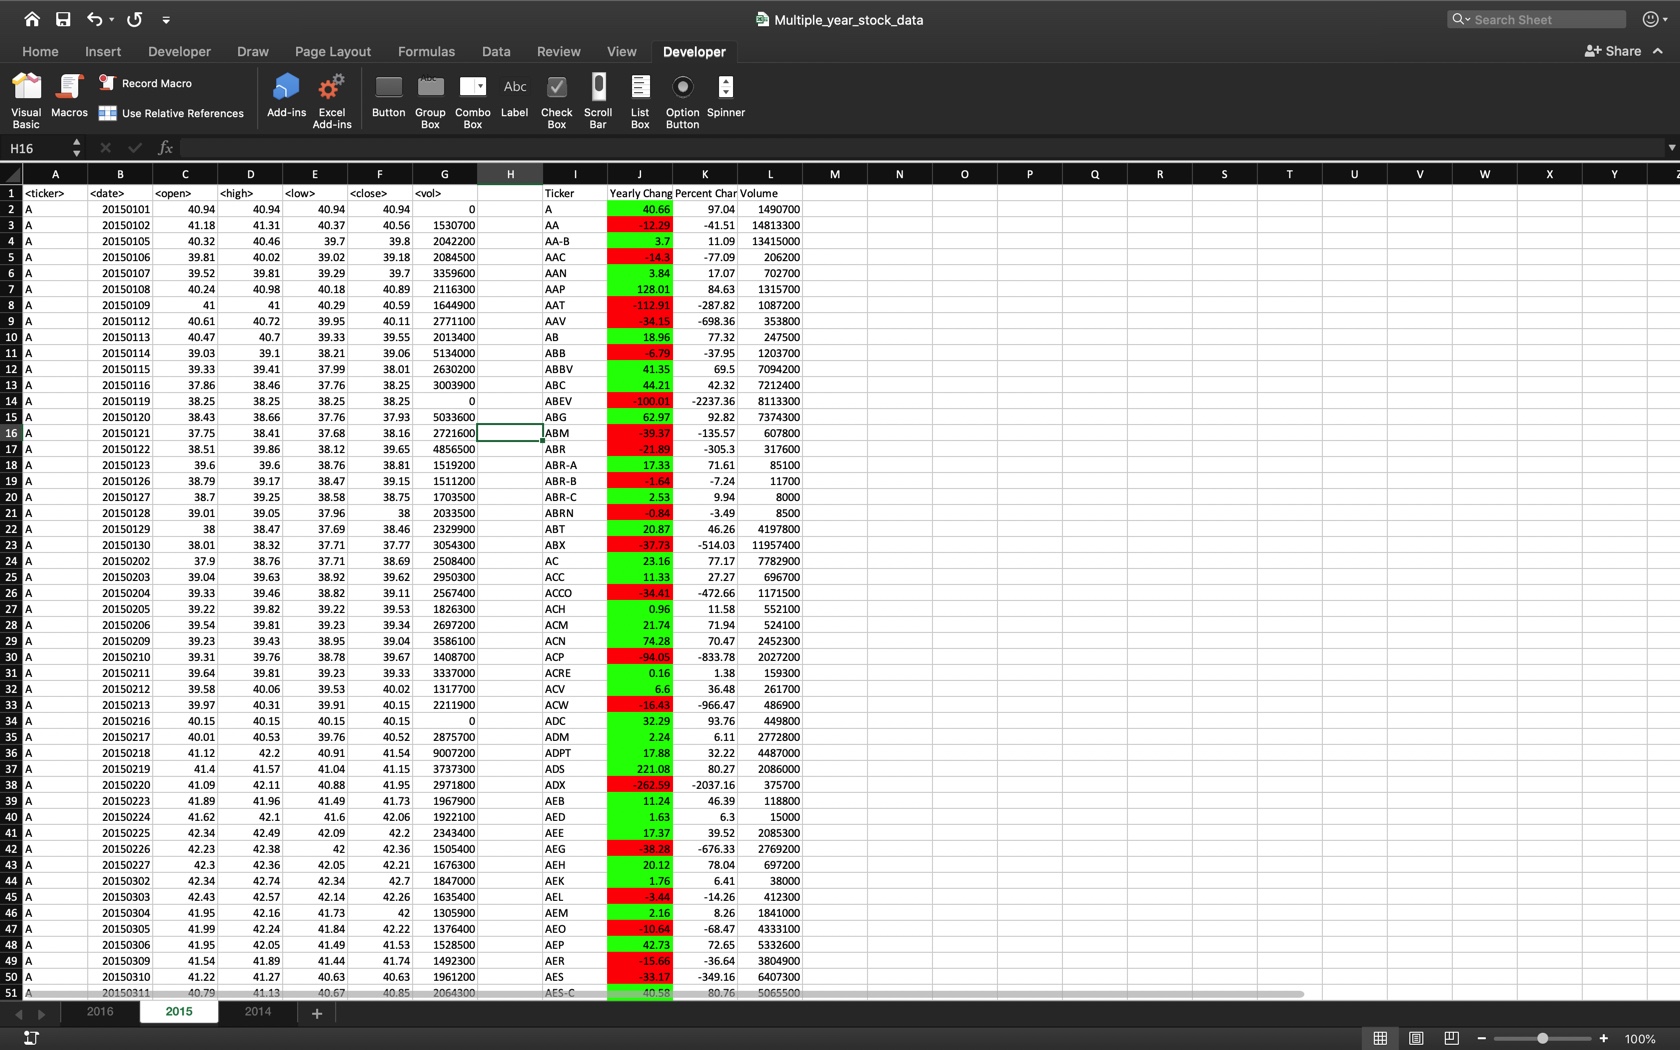 Multiple_year_stock_data
Search Sheet
Home Insert Developer Draw Page Layout Formulas Data Review View Developer Share
Visual Basic Macros Record Macro Use Relative References Add-ins Excel Add-ins Button Group Box Combo Box Label Check Box Scroll Bar List Box Option Button Spinner
Abc Abc
H16 fx
A B C D E F G H I J K L M N O P Q R S T U V W X Y
1 <ticker> <date> <open> <high> <low> <close> <vol> Ticker Yearly Chang Percent Char Volume
2 A 20150101 40.94 40.94 40.94 40.94 0 A 40.66 97.04 1490700
3 A 20150102 41.18 41.31 40.37 40.56 1530700 AA -12.29 -41.51 14813300
4 A 20150105 40.32 40.46 39.7 39.8 2042200 AA-B 3.7 11.09 13415000
5 A 20150106 39.81 40.02 39.02 39.18 2084500 AAC -14.3 -77.09 206200
6 A 20150107 39.52 39.81 39.29 39.7 3359600 AAN 3.84 17.07 702700
7 A 20150108 40.24 40.98 40.18 40.89 2116300 AAP 128.01 84.63 1315700
8 A 20150109 41 41 40.29 40.59 1644900 AAT -112.91 -287.82 1087200
9 A 20150112 40.61 40.72 39.95 40.11 2771100 AAV -34.15 -698.36 353800
10 A 20150113 40.47 40.7 39.33 39.55 2013400 AB 18.96 77.32 247500
11 A 20150114 39.03 39.1 38.21 39.06 5134000 ABB -6.79 -37.95 1203700
12 A 20150115 39.33 39.41 37.99 38.01 2630200 ABBV 41.35 69.5 7094200
13 A 20150116 37.86 38.46 37.76 38.25 3003900 ABC 44.21 42.32 7212400
14 A 20150119 38.25 38.25 38.25 38.25 0 ABEV -100.01 -2237.36 8113300
15 A 20150120 38.43 38.66 37.76 37.93 5033600 ABG 62.97 92.82 7374300
16 A 20150121 37.75 38.41 37.68 38.16 2721600 ABM -39.37 -135.57 607800
17 A 20150122 38.51 39.86 38.12 39.65 4856500 ABR -21.89 -305.3 317600
18 A 20150123 39.6 39.6 38.76 38.81 1519200 ABR-A 17.33 71.61 85100
19 A 20150126 38.79 39.17 38.47 39.15 1511200 ABR-B -1.64 -7.24 11700
20 A 20150127 38.7 39.25 38.58 38.75 1703500 ABR-C 2.53 9.94 8000
21 A 20150128 39.01 39.05 37.96 38 2033500 ABRN -0.84 -3.49 8500
22 A 20150129 38 38.47 37.69 38.46 2329900 ABT 20.87 46.26 4197800
23 A 20150130 38.01 38.32 37.71 37.77 3054300 ABX -37.73 -514.03 11957400
24 A 20150202 37.9 38.76 37.71 38.69 2508400 AC 23.16 77.17 7782900
25 A 20150203 39.04 39.63 38.92 39.62 2950300 ACC 11.33 27.27 696700
26 A 20150204 39.33 39.46 38.82 39.11 2567400 ACCO -34.41 -472.66 1171500
27 A 20150205 39.22 39.82 39.22 39.53 1826300 ACH 0.96 11.58 552100
28 A 20150206 39.54 39.81 39.23 39.34 2697200 ACM 21.74 71.94 524100
29 A 20150209 39.23 39.43 38.95 39.04 3586100 ACN 74.28 70.47 2452300
30 A 20150210 39.31 39.76 38.78 39.67 1408700 ACP -94.05 -833.78 2027200
31 A 20150211 39.64 39.81 39.23 39.33 3337000 ACRE 0.16 1.38 159300
32 A 20150212 39.58 40.06 39.53 40.02 1317700 ACV 6.6 36.48 261700
33 A 20150213 39.97 40.31 39.91 40.15 2211900 ACW -16.43 -966.47 486900
34 A 20150216 40.15 40.15 40.15 40.15 0 ADC 32.29 93.76 449800
35 A 20150217 40.01 40.53 39.76 40.52 2875700 ADM 2.24 6.11 2772800
36 A 20150218 41.12 42.2 40.91 41.54 9007200 ADPT 17.88 32.22 4487000
37 A 20150219 41.4 41.57 41.04 41.15 3737300 ADS 221.08 80.27 2086000
38 A 20150220 41.09 42.11 40.88 41.95 2971800 ADX -262.59 -2037.16 375700
39 A 20150223 41.89 41.96 41.49 41.73 1967900 AEB 11.24 46.39 118800
40 A 20150224 41.62 42.1 41.6 42.06 1922100 AED 1.63 6.3 15000
41 A 20150225 42.34 42.49 42.09 42.2 2343400 AEE 17.37 39.52 2085300
42 A 20150226 42.23 42.38 42 42.36 1505400 AEG -38.28 -676.33 2769200
43 A 20150227 42.3 42.36 42.05 42.21 1676300 AEH 20.12 78.04 697200
44 A 20150302 42.34 42.74 42.34 42.7 1847000 AEK 1.76 6.41 38000
45 A 20150303 42.43 42.57 42.14 42.26 1635400 AEL -3.44 -14.26 412300
46 A 20150304 41.95 42.16 41.73 42 1305900 AEM 2.16 8.26 1841000
47 A 20150305 41.99 42.24 41.84 42.22 1376400 AEO -10.64 -68.47 4333100
48 A 20150306 41.95 42.05 41.49 41.53 1528500 AEP 42.73 72.65 5332600
49 A 20150309 41.54 41.89 41.44 41.74 1492300 AER -15.66 -36.64 3804900
50 A 20150310 41.22 41.27 40.63 40.63 1961200 AES -33.17 -349.16 6407300
51 A 20150311 40.79 41.13 40.67 40.85 2064300 AES-C 40.58 80.76 5065500
2016 2015 2014 +
100%